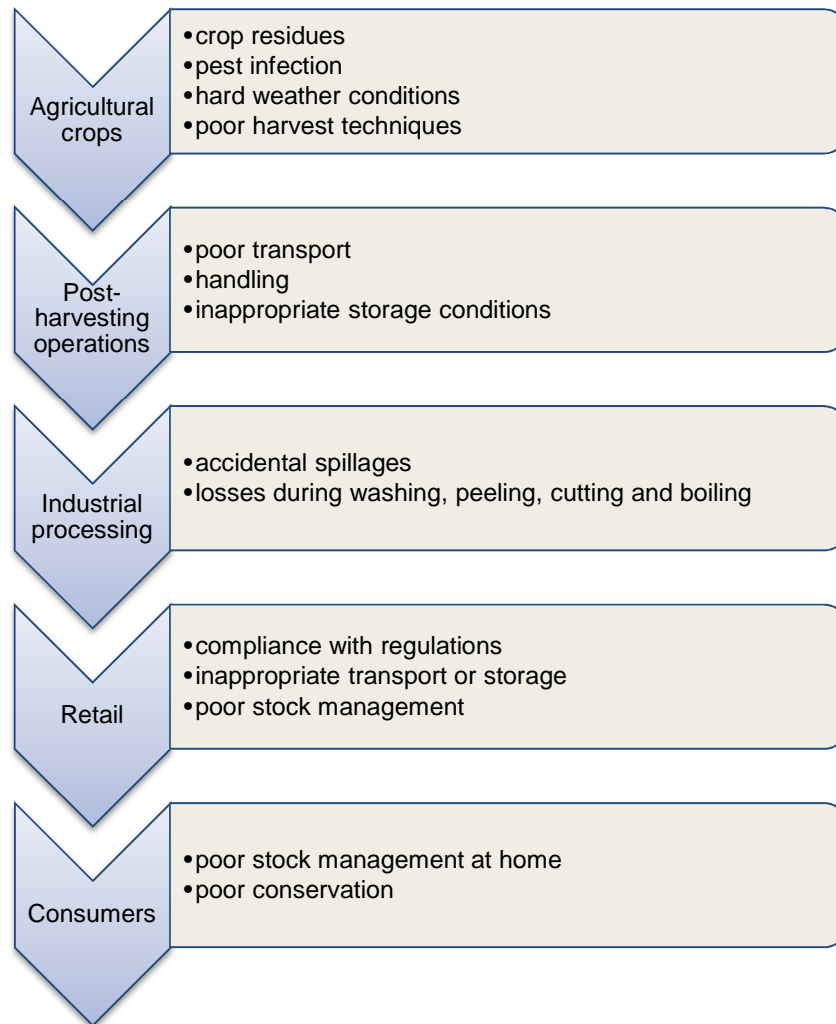 Agricultural
crops
•crop residues
•pest infection
•hard weather conditions
•poor harvest techniques
Post-
harvesting
operations
•poor transport
•handling
•inappropriate storage conditions
Industrial
processing
•accidental spillages
•losses during washing, peeling, cutting and boiling
Retail
•compliance with regulations
•inappropriate transport or storage
•poor stock management
Consumers
•poor stock management at home
•poor conservation